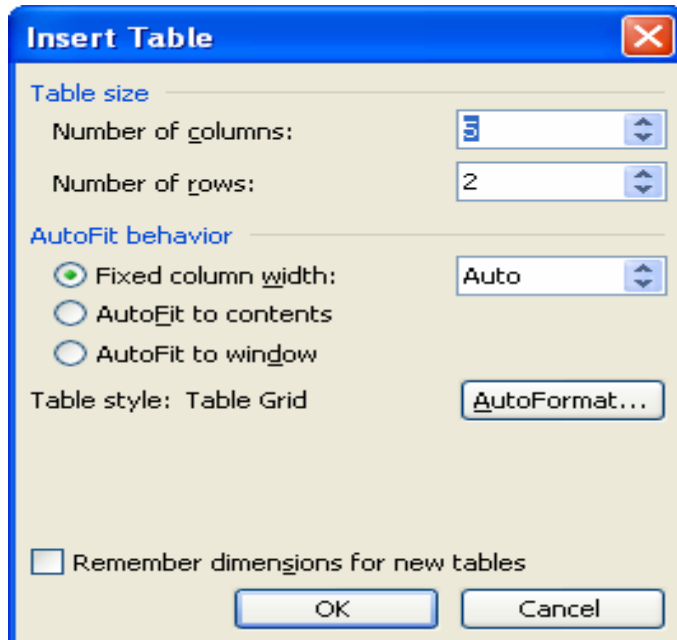 Insert Table
Table size
Number of columns: 5
Number of rows: 2
AutoFit behavior
Fixed column width: Auto
AutoFit to contents
AutoFit to window
Table style: Table Grid AutoFormat...
Remember dimensions for new tables
OK Cancel